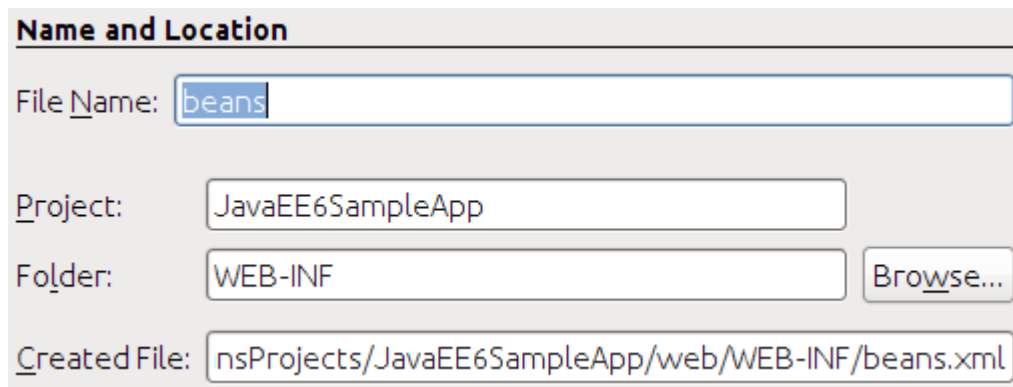 Name and Location
File Name: beans
Project: JavaEE6SampleApp
Folder: WEB-INF Browse...
Created File: nsProjects/JavaEE6SampleApp/web/WEB-INF/beans.xml